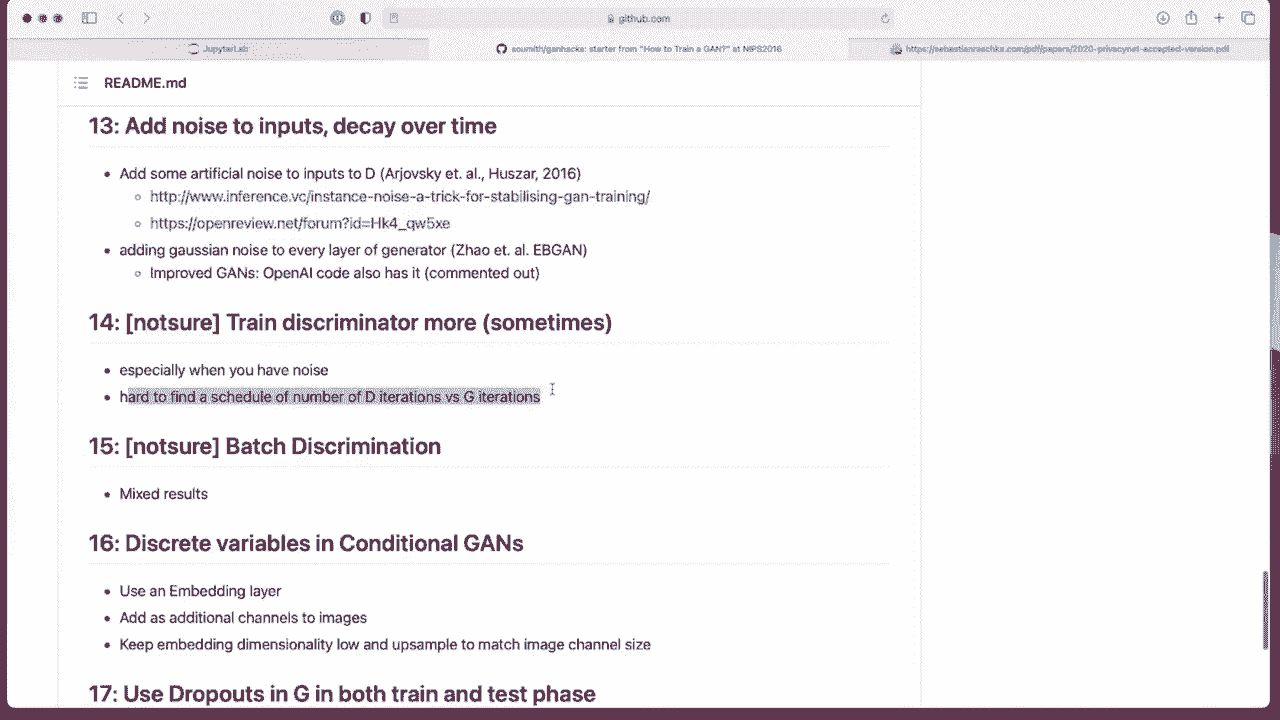 github.com
JupyterLab
soumith/ganhacks: starter from "How to Train a GAN?" at NIPS2016
https://sebastianraschka.com/pdf/papers/2020-privacynet-accepted-version.pdf
README.md
13: Add noise to inputs, decay over time
• Add some artificial noise to inputs to D (Arjovsky et. al., Huszar, 2016)
http://www.inference.vc/instance-noise-a-trick-for-stabilising-gan-training/
https://openreview.net/forum?id=Hk4_qw5xe
• adding gaussian noise to every layer of generator (Zhao et. al. EBGAN)
Improved GANs: OpenAI code also has it (commented out)
14: [notsure] Train discriminator more (sometimes)
• especially when you have noise
• hard to find a schedule of number of D iterations vs G iterations
15: [notsure] Batch Discrimination
• Mixed results
16: Discrete variables in Conditional GANs
• Use an Embedding layer
• Add as additional channels to images
• Keep embedding dimensionality low and upsample to match image channel size
17: Use Dropouts in G in both train and test phase